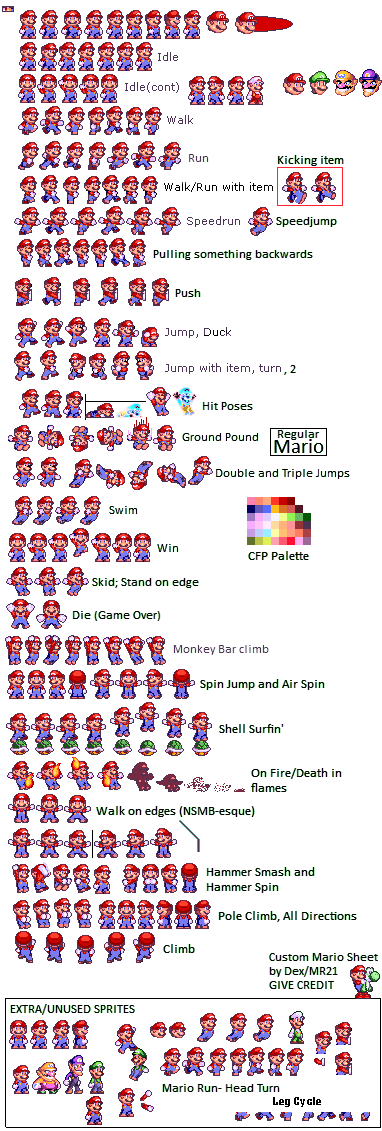 Idle
Idle(cont)
Walk
Run
Kicking item
Walk/Run with item
Speedrun
Speedjump
Pulling something backwards
Push
Jump, Duck
Jump with item, turn, 2
Hit Poses
Ground Pound
Regular
Mario
Double and Triple Jumps
Swim
Win
CFP Palette
Skid; Stand on edge
Die (Game Over)
Monkey Bar climb
Spin Jump and Air Spin
Shell Surfin'
On Fire/Death in
flames
Walk on edges (NSMB-esque)
Hammer Smash and
Hammer Spin
Pole Climb, All Directions
Climb
Custom Mario Sheet
by Dex/MR21
GIVE CREDIT
EXTRA/UNUSED SPRITES
Mario Run- Head Turn
Leg Cycle